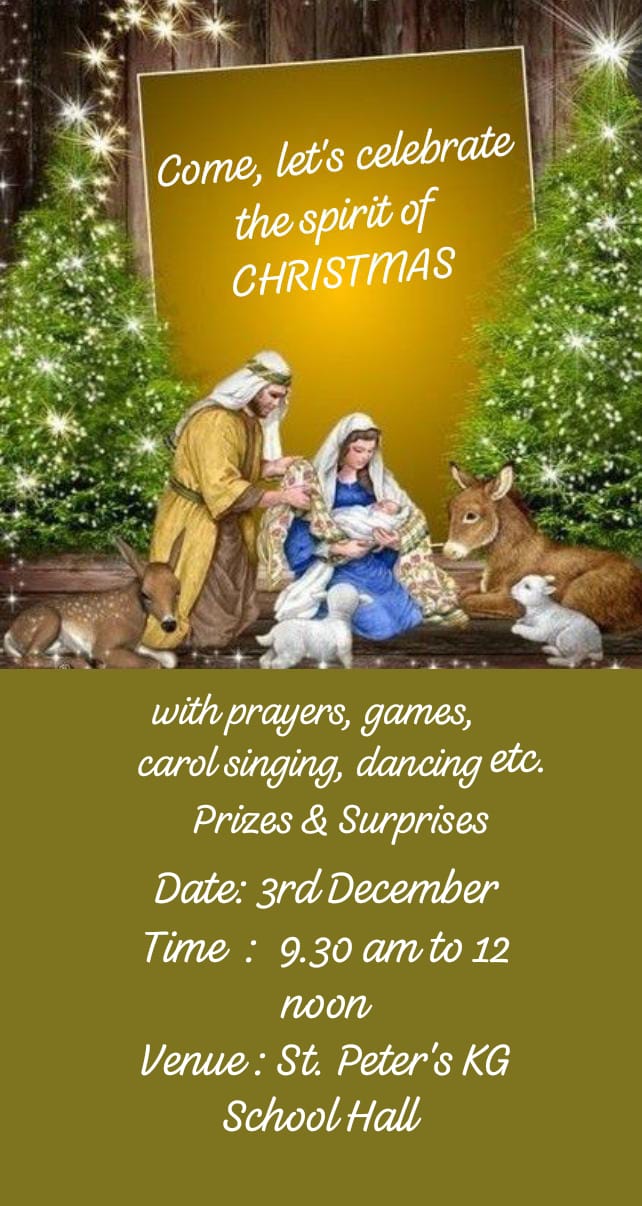 Come, let's celebrate
the spirit of
CHRISTMAS
with prayers, games,
carol singing, dancing etc.
Prizes & Surprises
Date: 3rd December
Time : 9.30 am to 12
noon
Venue : St. Peter's KG
School Hall